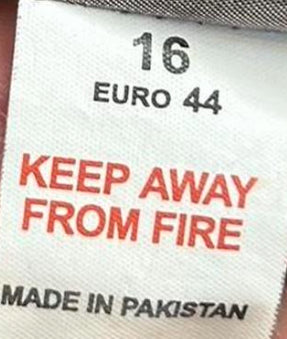 16
EURO 44
KEEP AWAY
FROM FIRE
MADE IN PAKISTAN